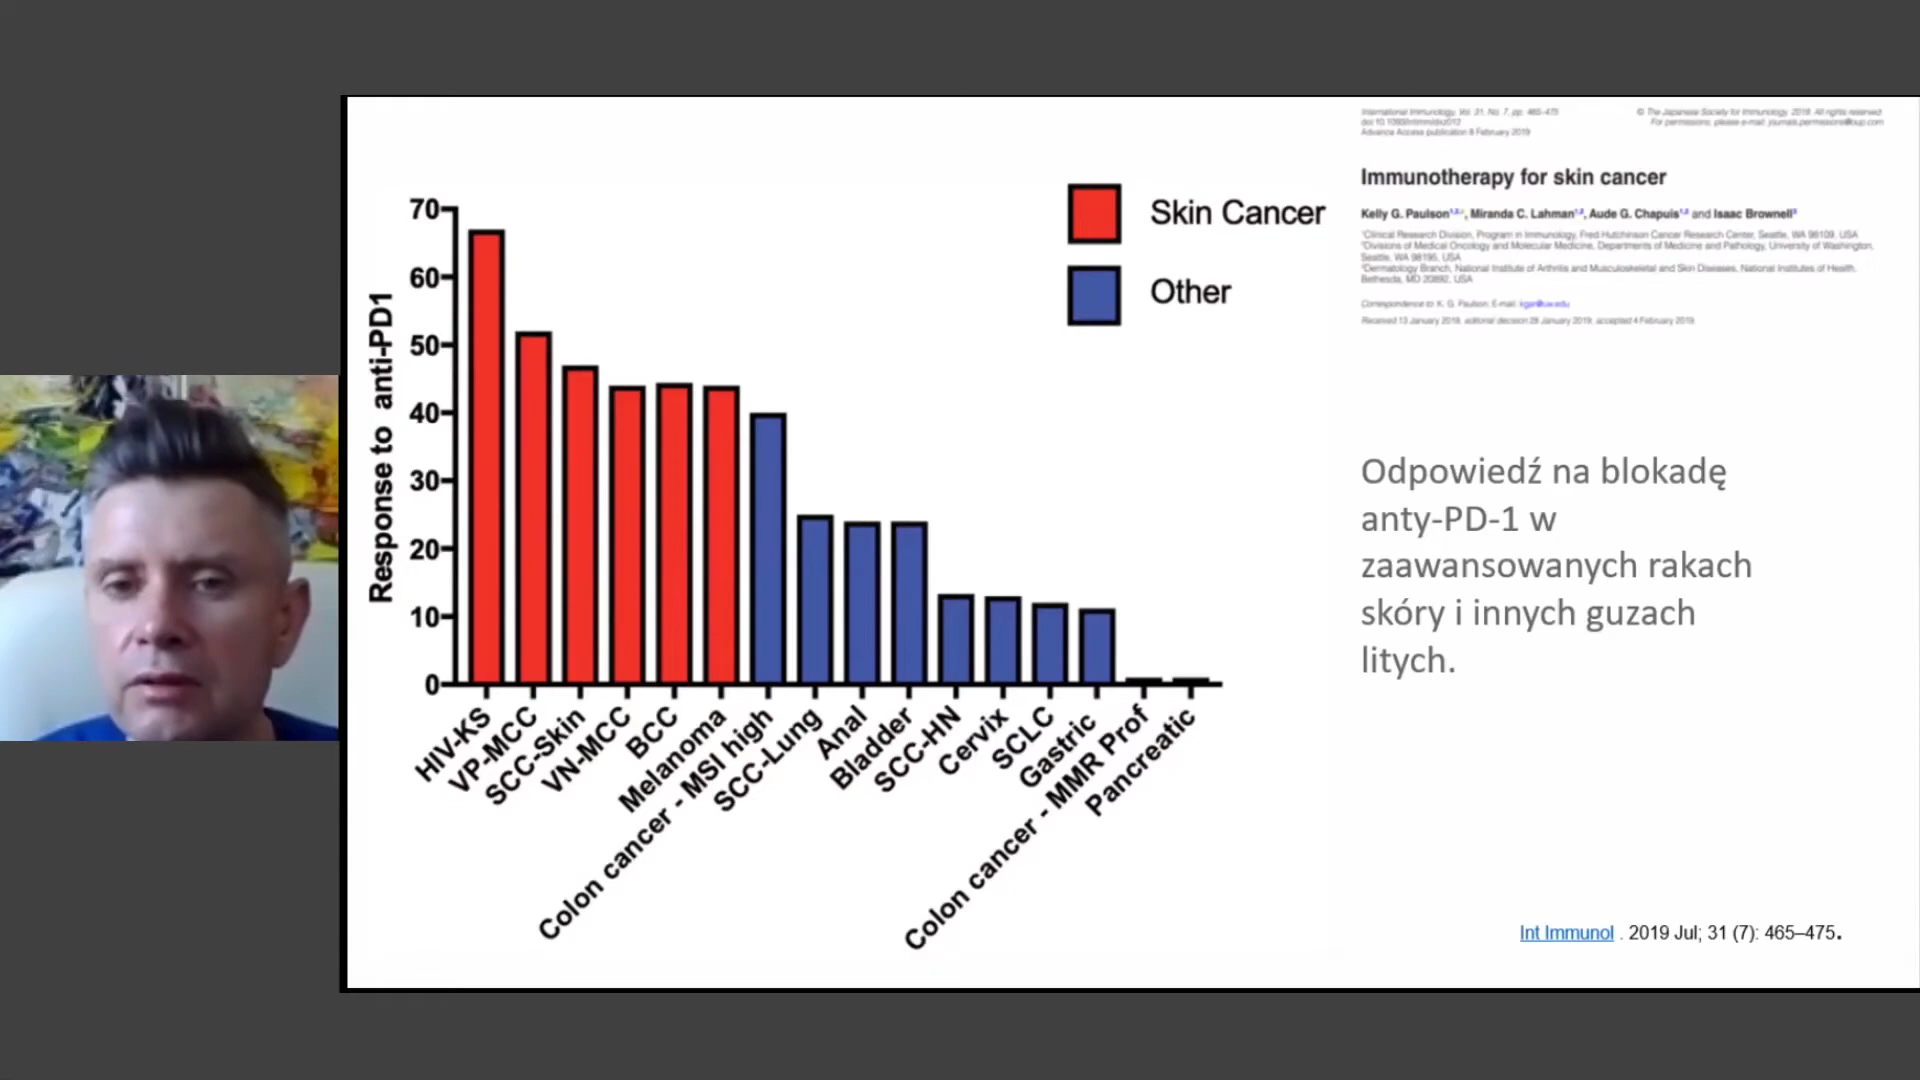 International Immunology, Vol. 31, No. 7, pp. 465–475
© The Japanese Society for Immunology. 2019. All rights reserved.
For permissions, please e-mail: journals.permissions@oup.com
Advance Access publication 8 February 2019
Immunotherapy for skin cancer
Kelly G. Paulson, Miranda C. Lahman, Aude G. Chapuis and Isaac Brownell
Clinical Research Division, Program in Immunology, Fred Hutchinson Cancer Research Center, Seattle, WA 98109, USA
Divisions of Medical Oncology and Molecular Medicine, Departments of Medicine and Pathology, University of Washington,
Seattle, WA 98195, USA
Dermatology Branch, National Institute of Arthritis and Musculoskeletal and Skin Diseases, National Institutes of Health,
Bethesda, MD 20892, USA
Correspondence to: K. G. Paulson; E-mail:
Received 13 January 2019, editorial decision 28 January 2019; accepted 4 February 2019
Skin Cancer
Other
Response to anti-PD1
70
60
50
40
30
20
10
0
HIV-KS
VP-MCC
SCC-Skin
VN-MCC
BCC
Melanoma
Colon cancer - MSI high
SCC-Lung
Anal
Bladder
SCC-HN
Cervix
SCLC
Gastric
Colon cancer - MMR Prof
Pancreatic
Odpowiedź na blokadę
anty-PD-1 w
zaawansowanych rakach
skóry i innych guzach
litych.
Int Immunol . 2019 Jul; 31 (7): 465–475.